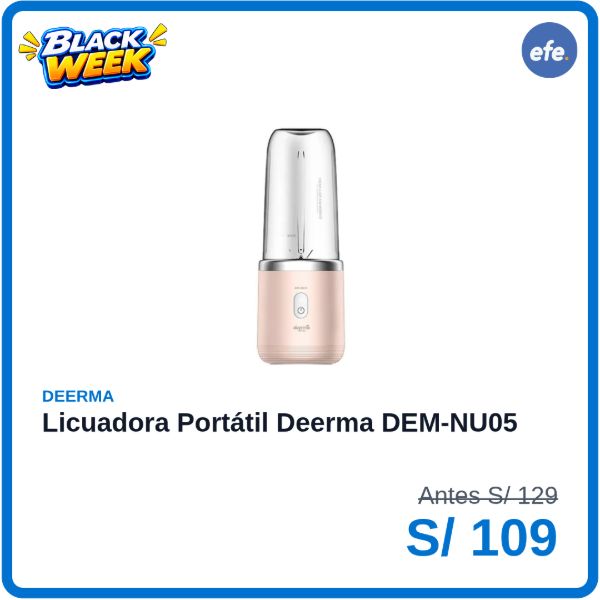 BLACK
WEEK
efe.
DEERMA
Licuadora Portátil Deerma DEM-NU05
Antes S/ 129
S/ 109